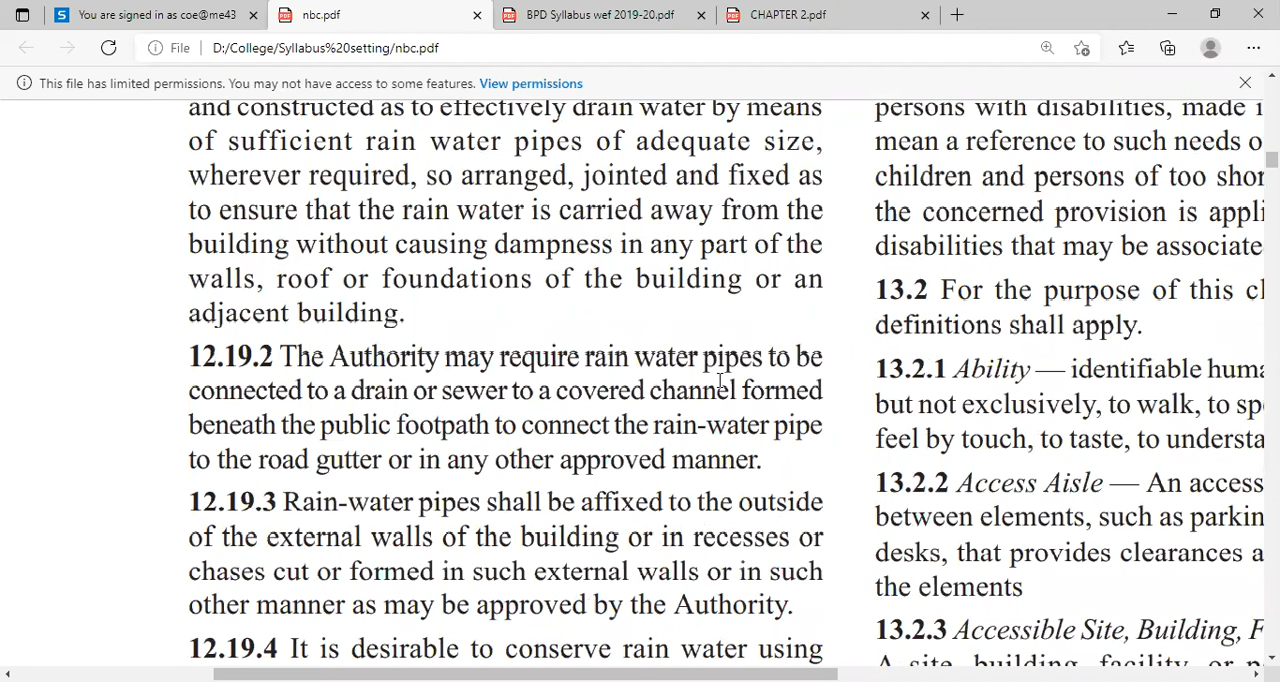 You are signed in as coe@me43
nbc.pdf
BPD Syllabus wef 2019-20.pdf
CHAPTER 2.pdf
File
D:/College/Syllabus%20setting/nbc.pdf
This file has limited permissions. You may not have access to some features. View permissions
and constructed as to effectively drain water by means
of sufficient rain water pipes of adequate size,
wherever required, so arranged, jointed and fixed as
to ensure that the rain water is carried away from the
building without causing dampness in any part of the
walls, roof or foundations of the building or an
adjacent building.
12.19.2 The Authority may require rain water pipes to be
connected to a drain or sewer to a covered channel formed
beneath the public footpath to connect the rain-water pipe
to the road gutter or in any other approved manner.
12.19.3 Rain-water pipes shall be affixed to the outside
of the external walls of the building or in recesses or
chases cut or formed in such external walls or in such
other manner as may be approved by the Authority.
12.19.4 It is desirable to conserve rain water using
persons with disabilities, made
mean a reference to such needs
children and persons of too
the concerned provision is
disabilities that may be
13.2 For the purpose of this
definitions shall apply.
13.2.1 Ability — identifiable
but not exclusively, to walk, to
feel by touch, to taste, to
13.2.2 Access Aisle — An
between elements, such as
desks, that provides clearances
the elements
13.2.3 Accessible Site, Building,
A site, building, facility or